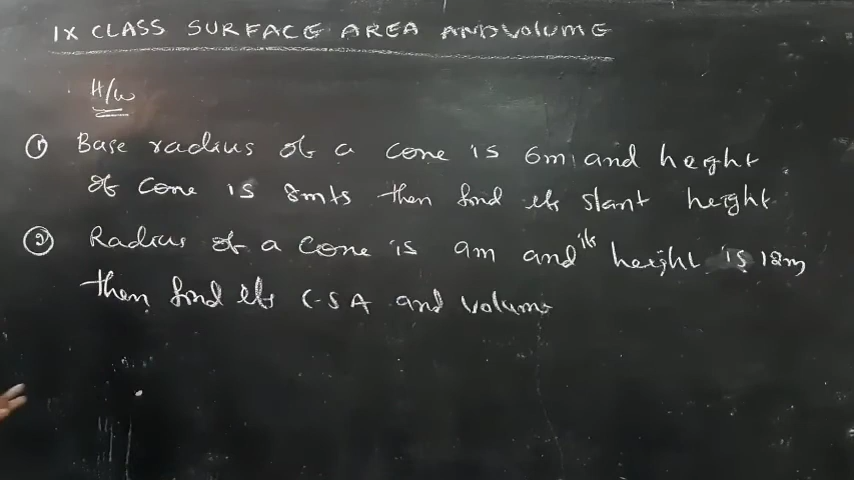 IX CLASS SURFACE AREA AND VOLUME
H/W
① Base radius of a cone is 6m and height
of cone is 8mts then find its slant height
② Radius of a cone is 9m and its height is 12m
then find its C.S.A and volume